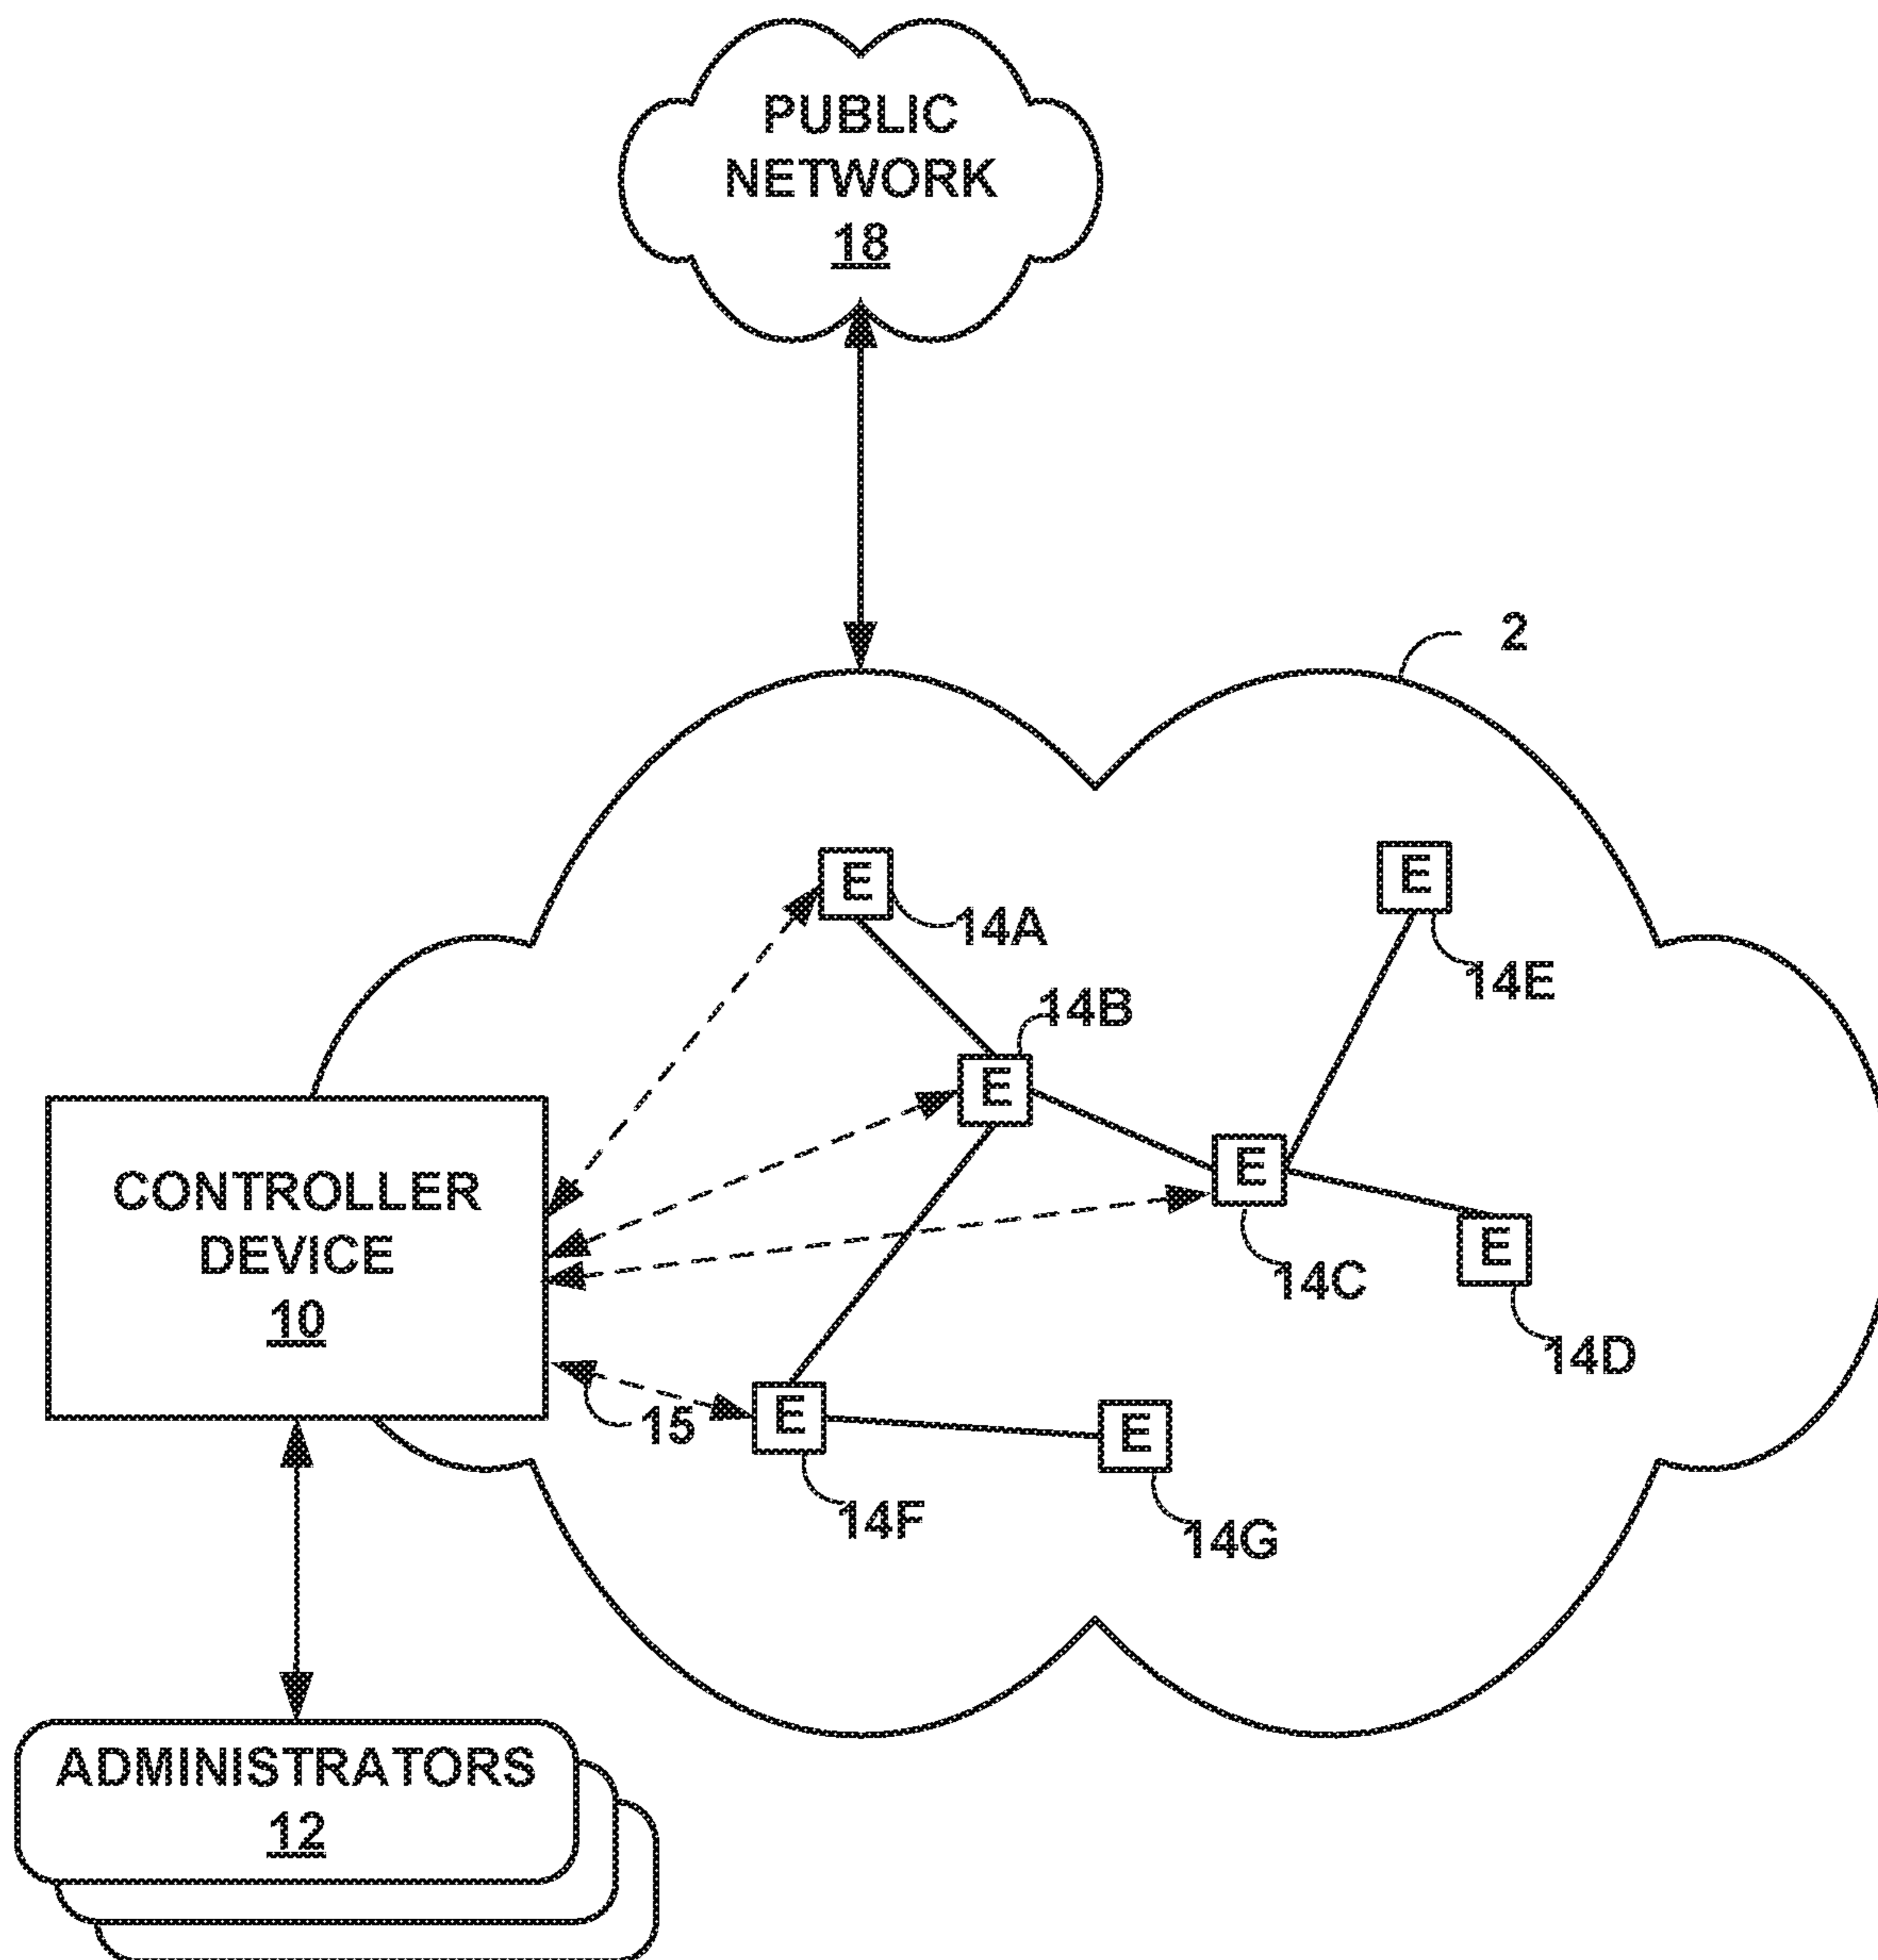 PUBLIC
NETWORK
18
2
E
14A
E
14E
14B
E
E
14C
E
14D
CONTROLLER
DEVICE
10
15
E
14F
E
14G
ADMINISTRATORS
12